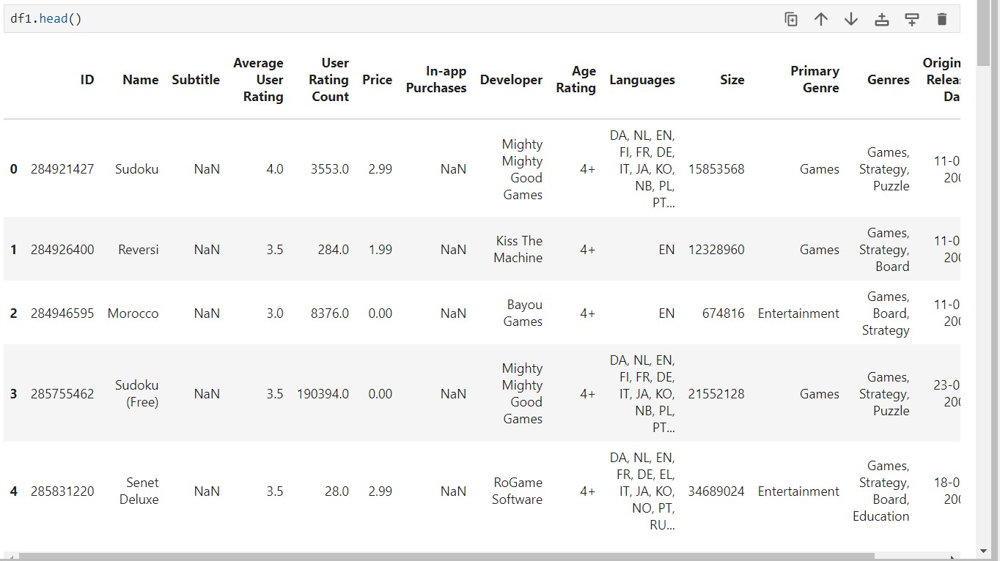 df1.head()
ID Name Subtitle Average User Rating User Rating Count Price In-app Purchases Developer Age Rating Languages Size Primary Genre Genres
0 284921427 Sudoku NaN 4.0 3553.0 2.99 NaN Mighty Mighty Good Games 4+ DA, NL, EN, FI, FR, DE, IT, JA, KO, NB, PL, PT... 15853568 Games Games, Strategy, Puzzle 11-0 200
1 284926400 Reversi NaN 3.5 284.0 1.99 NaN Kiss The Machine 4+ EN 12328960 Games Games, Strategy, Board 11-0 200
2 284946595 Morocco NaN 3.0 8376.0 0.00 NaN Bayou Games 4+ EN 674816 Entertainment Games, Board, Strategy 11-0 200
3 285755462 Sudoku (Free) NaN 3.5 190394.0 0.00 NaN Mighty Mighty Good Games 4+ DA, NL, EN, FI, FR, DE, IT, JA, KO, NB, PL, PT... 21552128 Games Games, Strategy, Puzzle 23-0 200
4 285831220 Senet Deluxe NaN 3.5 28.0 2.99 NaN RoGame Software 4+ DA, NL, EN, FR, DE, EL, IT, JA, KO, NO, PT, RU... 34689024 Entertainment Games, Strategy, Board, Education 18-0 200